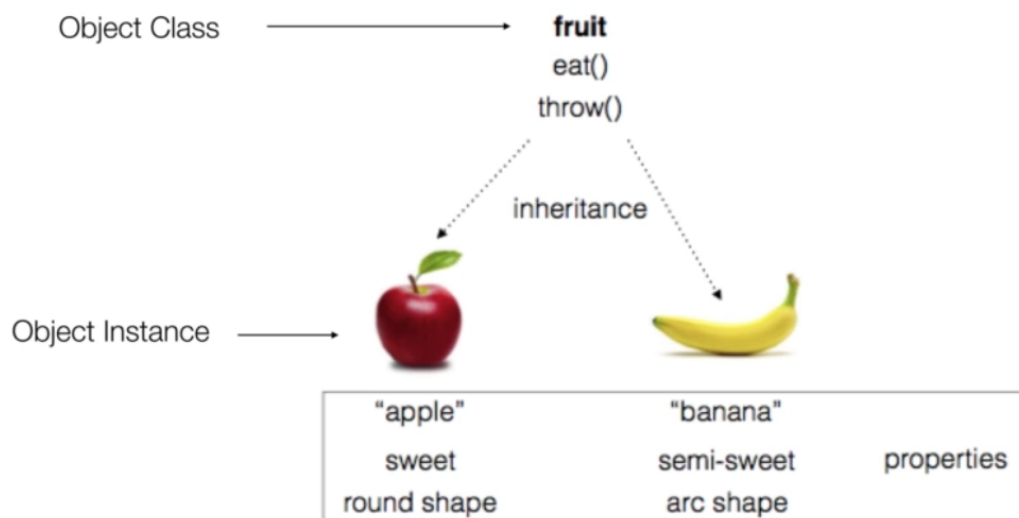 Object Class
fruit
eat()
throw()
inheritance
Object Instance
“apple” “banana”
sweet semi-sweet properties
round shape arc shape